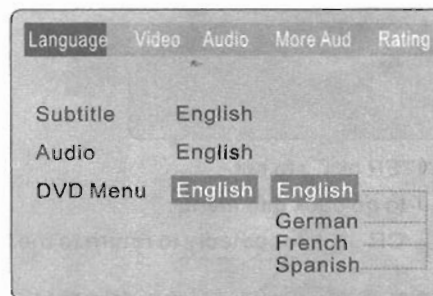 Language Video Audio More Aud Rating
Subtitle English
Audio English
DVD Menu English English
German
French
Spanish